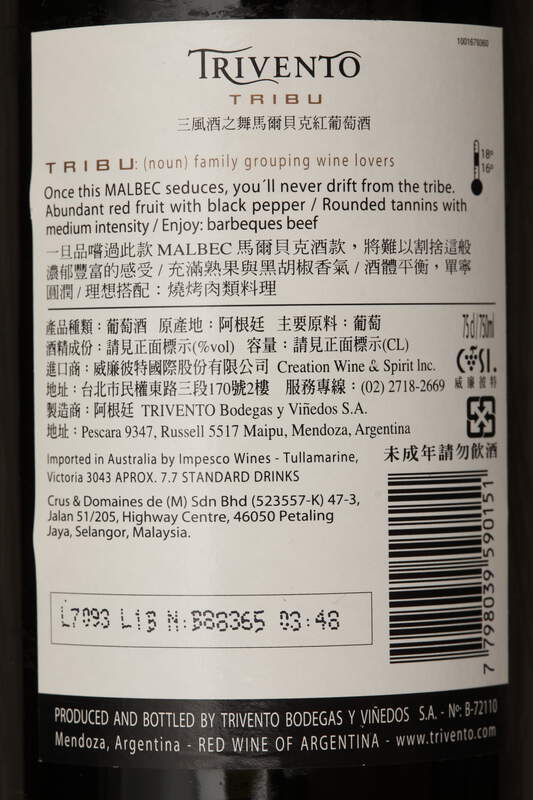 1001678080
TRIVENTO
TRIBU
三風酒之舞馬爾貝克紅葡萄酒
TRIBU: (noun) family grouping wine lovers
18º
16º
Once this MALBEC seduces, you´ll never drift from the tribe.
Abundant red fruit with black pepper / Rounded tannins with
medium intensity / Enjoy: barbeques beef
一旦品嚐過此款 MALBEC 馬爾貝克酒款，將難以割捨這般
濃郁豐富的感受 / 充滿熟果與黑胡椒香氣 / 酒體平衡，單寧
圓潤 / 理想搭配：燒烤肉類料理
產品種類：葡萄酒 原產地：阿根廷 主要原料：葡萄
酒精成份：請見正面標示(%vol) 容量：請見正面標示(CL)
進口商：威廉彼特國際股份有限公司 Creation Wine & Spirit Inc.
地址：台北市民權東路三段170號2樓 服務專線：(02) 2718-2669
製造商：阿根廷 TRIVENTO Bodegas y Viñedos S.A.
地址：Pescara 9347, Russell 5517 Maipu, Mendoza, Argentina
75cl/750ml
CWSI.
威廉彼特
未成年請勿飲酒
Imported in Australia by Impesco Wines - Tullamarine,
Victoria 3043 APROX. 7.7 STANDARD DRINKS
Crus & Domaines de (M) Sdn Bhd (523557-K) 47-3,
Jalan 51/205, Highway Centre, 46050 Petaling
Jaya, Selangor, Malaysia.
L7093 L1B N:B88365 03:48
7 798039 590151
PRODUCED AND BOTTLED BY TRIVENTO BODEGAS Y VIÑEDOS S.A. - Nº: B-72110
Mendoza, Argentina - RED WINE OF ARGENTINA - www.trivento.com